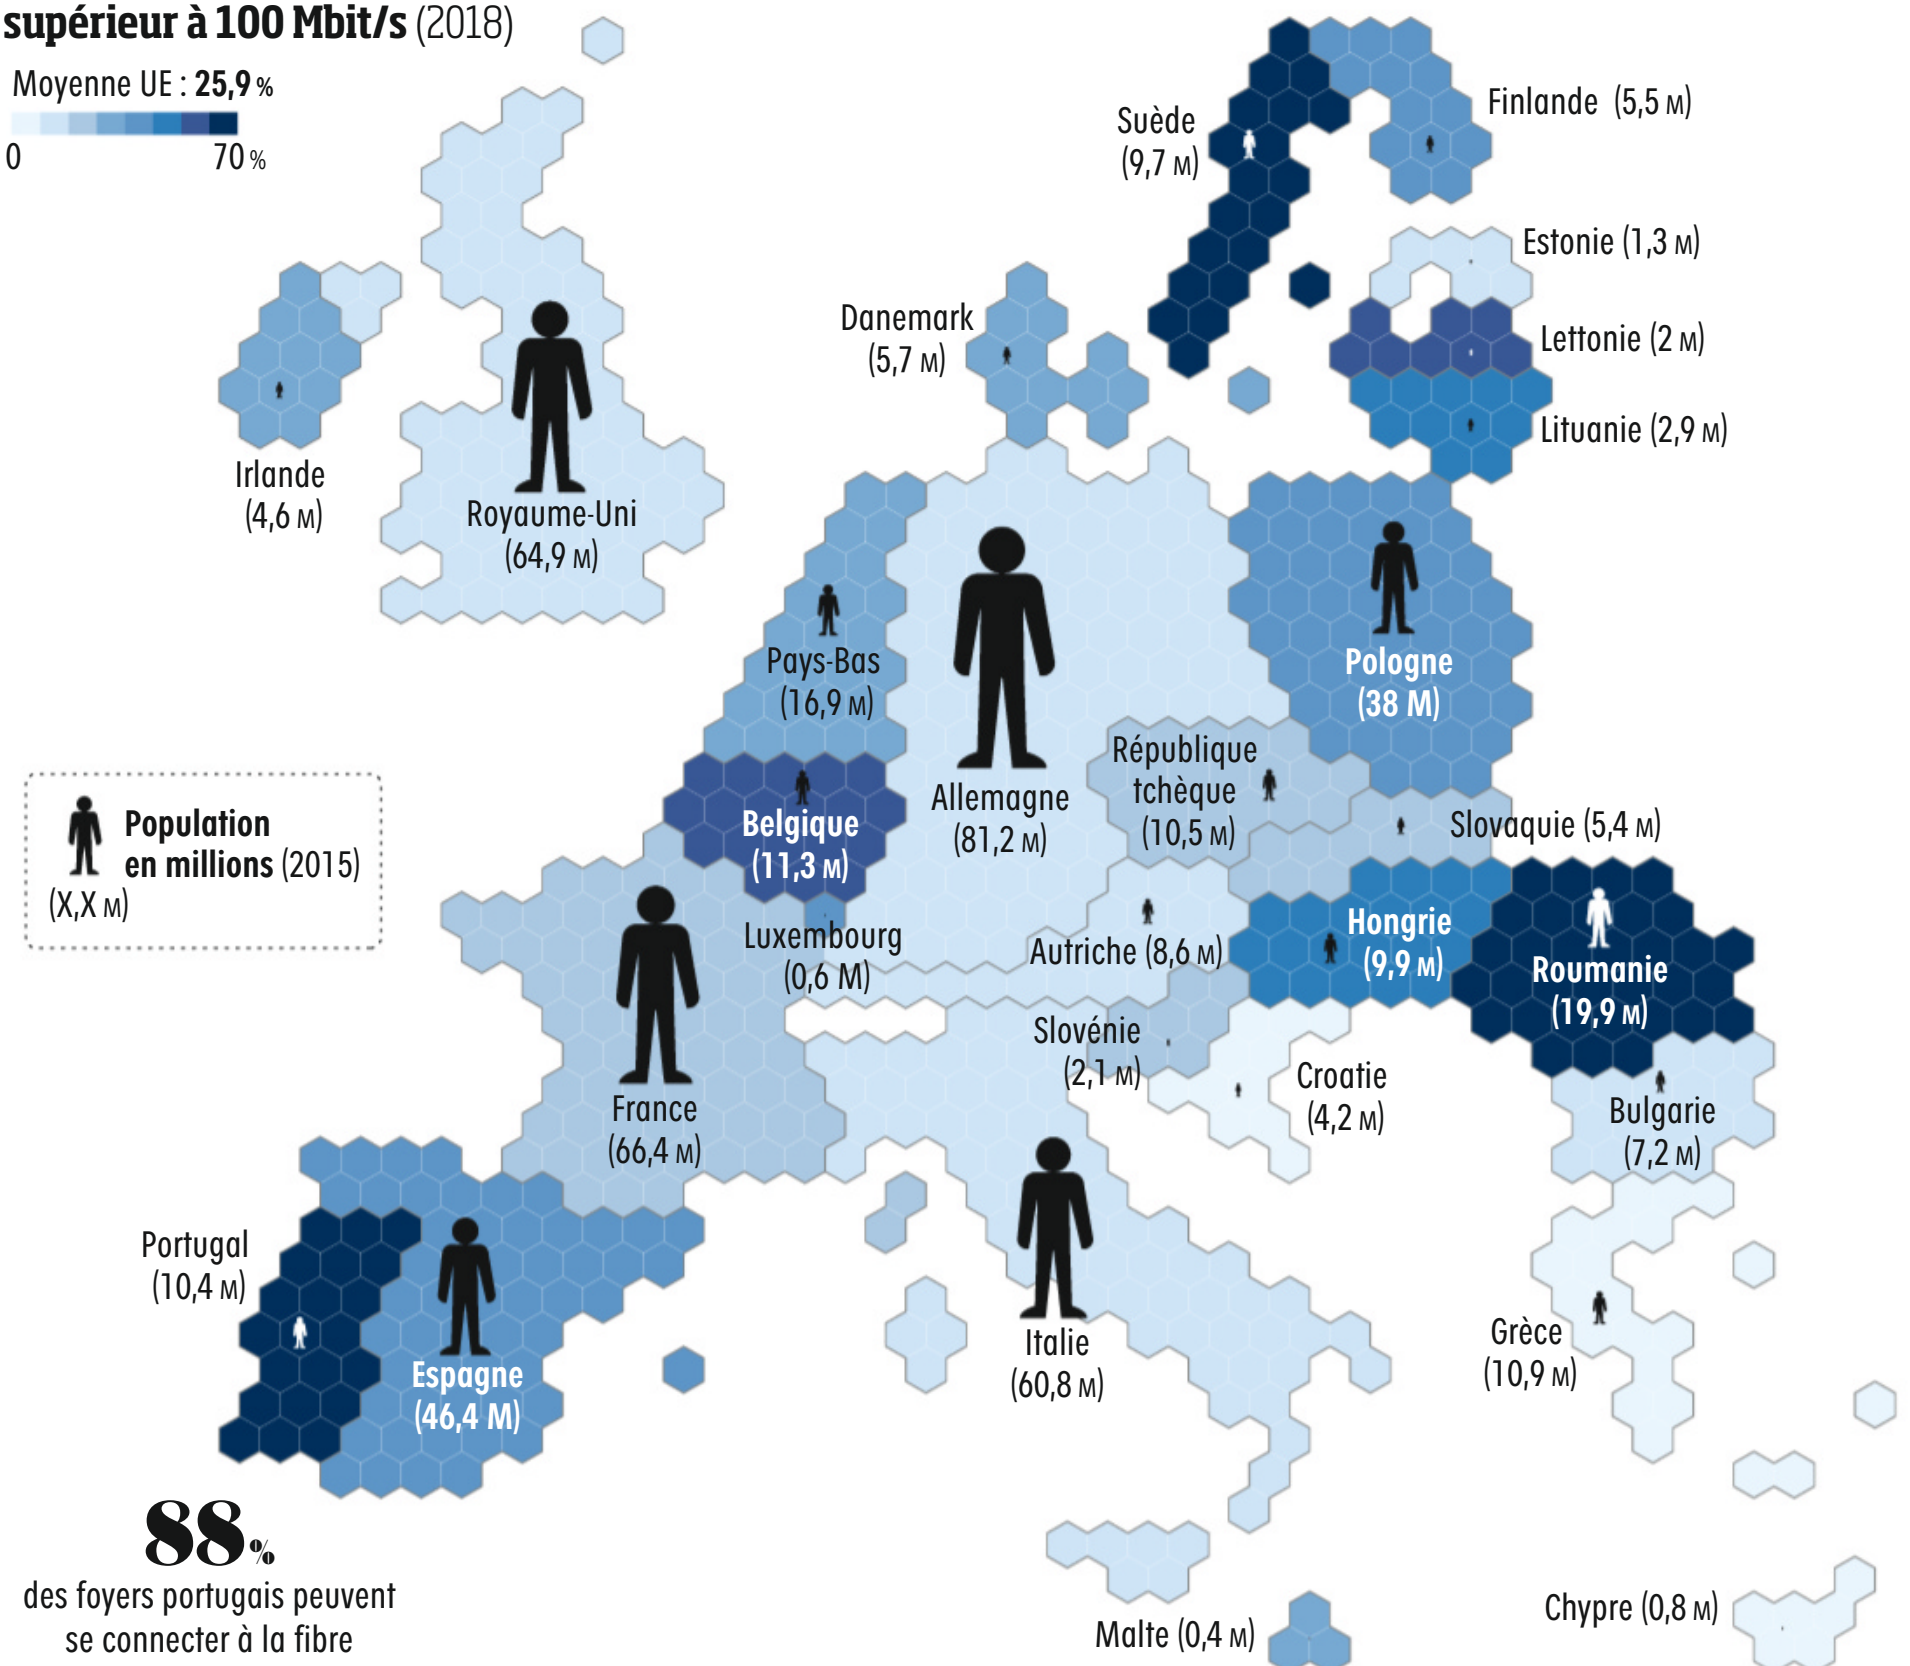 supérieur à 100 Mbit/s (2018)
Moyenne UE : 25,9 %
0 70 %
Finlande (5,5 M)
Suède
(9,7 M)
Estonie (1,3 M)
Danemark
(5,7 M)
Lettonie (2 M)
Lituanie (2,9 M)
Irlande
(4,6 M)
Royaume-Uni
(64,9 M)
Pays-Bas
(16,9 M)
Pologne
(38 M)
République
tchèque
(10,5 M)
Allemagne
(81,2 M)
Belgique
(11,3 M)
Slovaquie (5,4 M)
Population
en millions (2015)
(X,X M)
Luxembourg
(0,6 M)
Autriche (8,6 M)
Hongrie
(9,9 M)
Roumanie
(19,9 M)
Slovénie
(2,1 M)
Croatie
(4,2 M)
France
(66,4 M)
Bulgarie
(7,2 M)
Portugal
(10,4 M)
Espagne
(46,4 M)
Italie
(60,8 M)
Grèce
(10,9 M)
88 %
des foyers portugais peuvent
se connecter à la fibre
Malte (0,4 M)
Chypre (0,8 M)